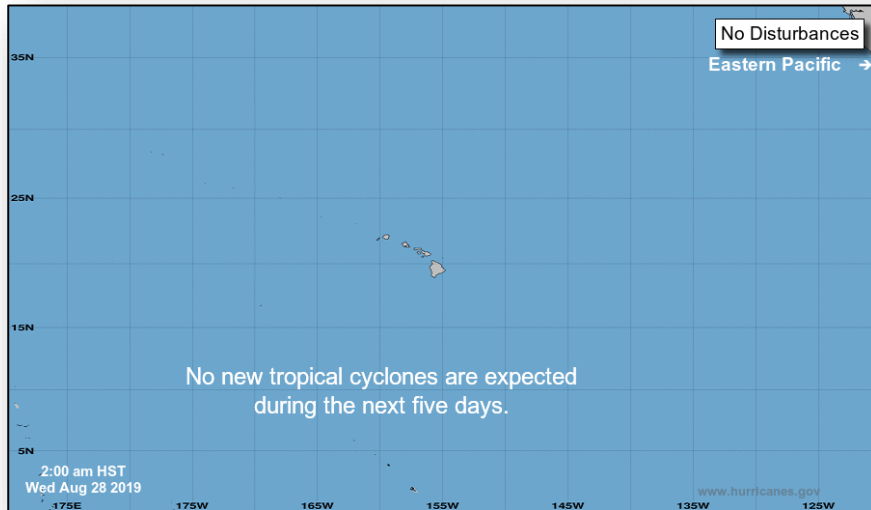 No Disturbances
Eastern Pacific →
35N
25N
15N
No new tropical cyclones are expected
during the next five days.
5N
2:00 am HST
Wed Aug 28 2019
www.hurricanes.gov
175E 175W 165W 155W 145W 135W 125W